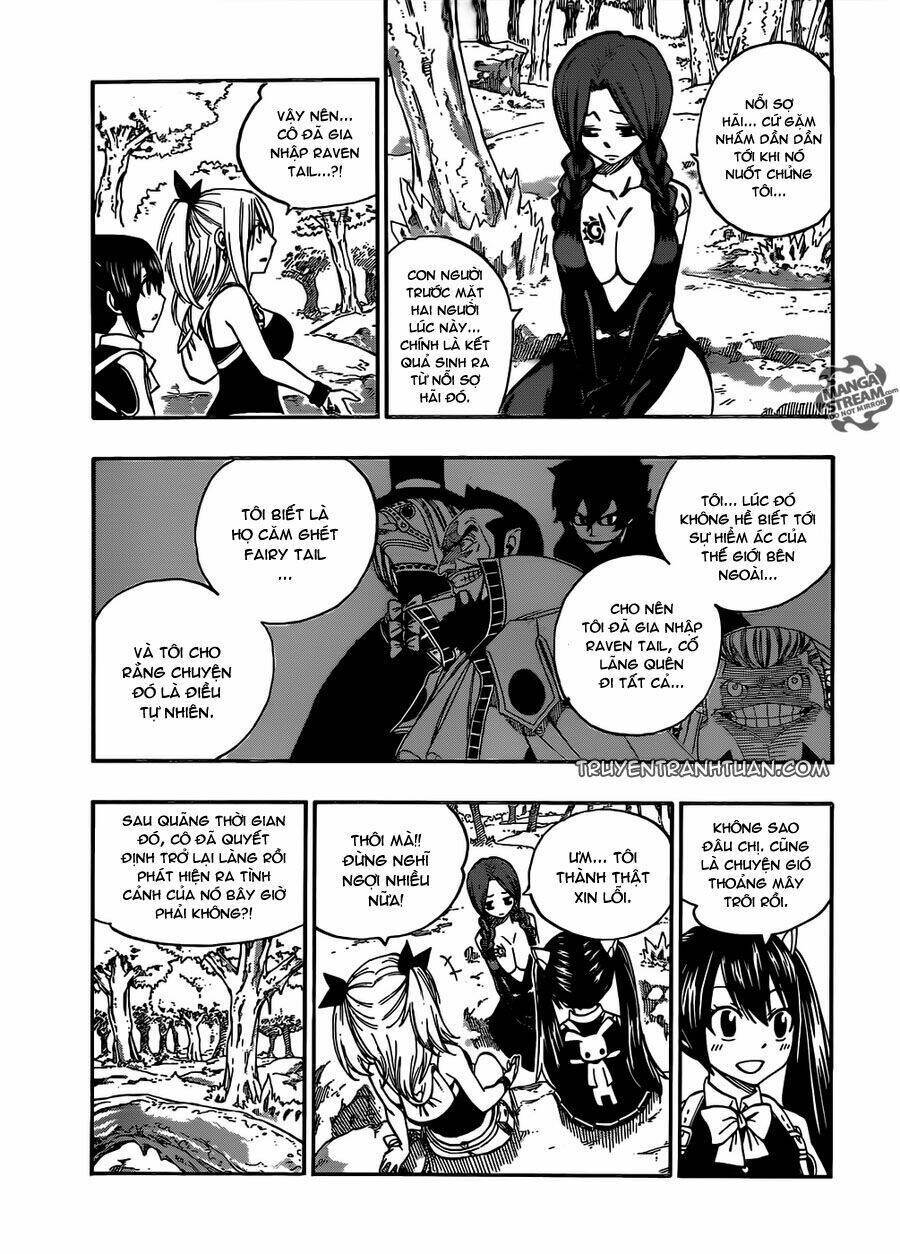 NỖI SỢ
HÃI... CỨ GẶM
NHẤM DẦN DẦN
TỚI KHI NÓ
NUỐT CHỦNG
TÔI...
CON NGƯỜI
TRƯỚC MẶT
HAI NGƯỜI
LÚC NÀY...
CHÍNH LÀ KẾT
QUẢ SINH RA
TỪ NỖI SỢ
HÃI ĐÓ.
VẬY NÊN...
CÔ ĐÃ GIA
NHẬP RAVEN
TAIL...?!
MANGA
STREAM.COM
DO NOT MIRROR
TÔI... LÚC ĐÓ
KHÔNG HỀ BIẾT TỚI
SỰ HIỂM ÁC CỦA
THẾ GIỚI BÊN
NGOÀI...
CHO NÊN
TÔI ĐÃ GIA NHẬP
RAVEN TAIL, CỐ
LÃNG QUÊN
ĐI TẤT CẢ...
TÔI BIẾT LÀ
HỌ CĂM GHÉT
FAIRY TAIL
...
VÀ TÔI CHO
RẰNG CHUYỆN
ĐÓ LÀ ĐIỀU
TỰ NHIÊN.
TRUYENTRANHTUAN.COM
KHÔNG SAO
ĐÂU CHỊ. CŨNG
LÀ CHUYỆN GIÓ
THOẢNG MÂY
TRÔI RỒI.
ƯM... TÔI
THÀNH THẬT
XIN LỖI.
THÔI MÀ!!
ĐỪNG NGHĨ
NGỢI NHIỀU
NỮA!
SAU QUÃNG THỜI GIAN
ĐÓ, CÔ ĐÃ QUYẾT
ĐỊNH TRỞ LẠI LÀNG RỒI
PHÁT HIỆN RA TÌNH
CẢNH CỦA NÓ BÂY GIỜ
PHẢI KHÔNG?!